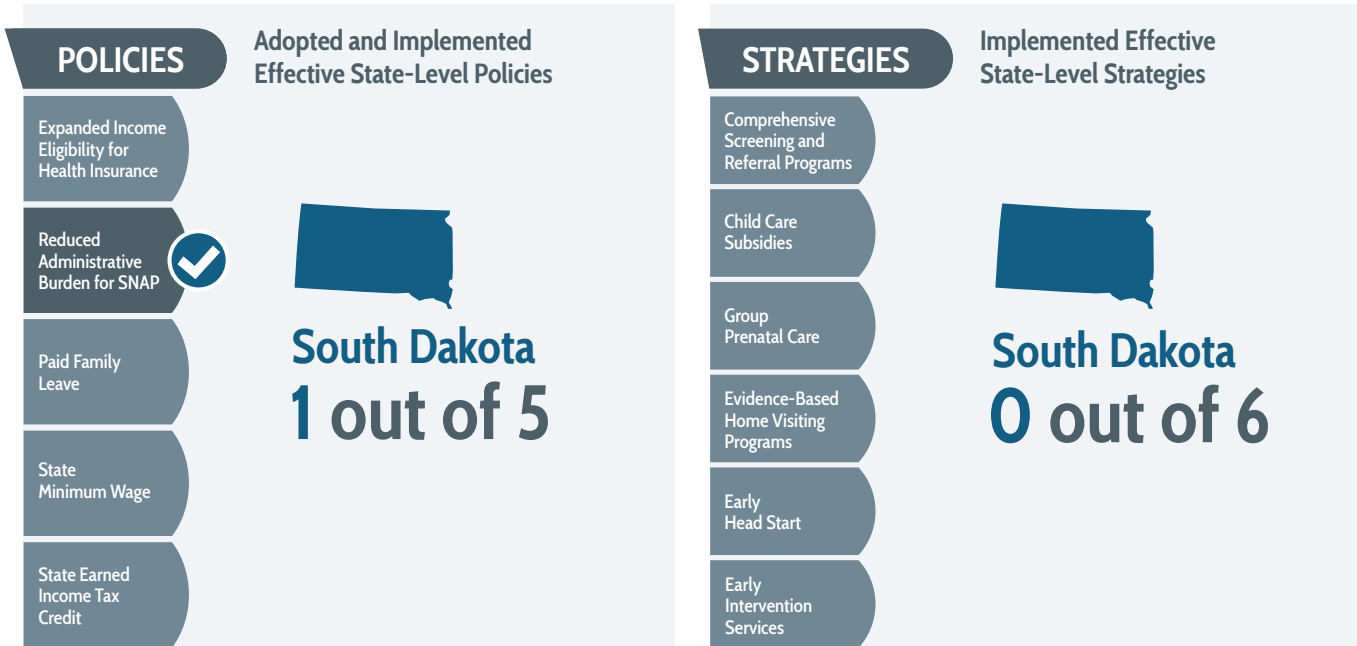 POLICIES
Adopted and Implemented
Effective State-Level Policies
Expanded Income
Eligibility for
Health Insurance
Reduced
Administrative
Burden for SNAP
Paid Family
Leave
State
Minimum Wage
State Earned
Income Tax
Credit
South Dakota
1 out of 5
STRATEGIES
Implemented Effective
State-Level Strategies
Comprehensive
Screening and
Referral Programs
Child Care
Subsidies
Group
Prenatal Care
Evidence-Based
Home Visiting
Programs
Early
Head Start
Early
Intervention
Services
South Dakota
0 out of 6